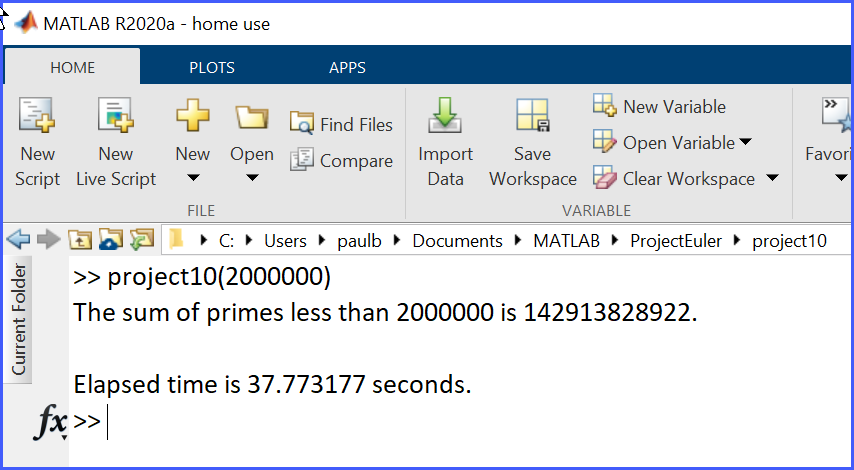 MATLAB R2020a - home use
HOME PLOTS APPS
New Script
New Live Script
New
Open
Find Files
Compare
FILE
Import Data
Save Workspace
New Variable
Open Variable
Clear Workspace
VARIABLE
Favori
C: Users paulb Documents MATLAB ProjectEuler project10
Current Folder
>> project10(2000000)
The sum of primes less than 2000000 is 142913828922.
Elapsed time is 37.773177 seconds.
fx >>